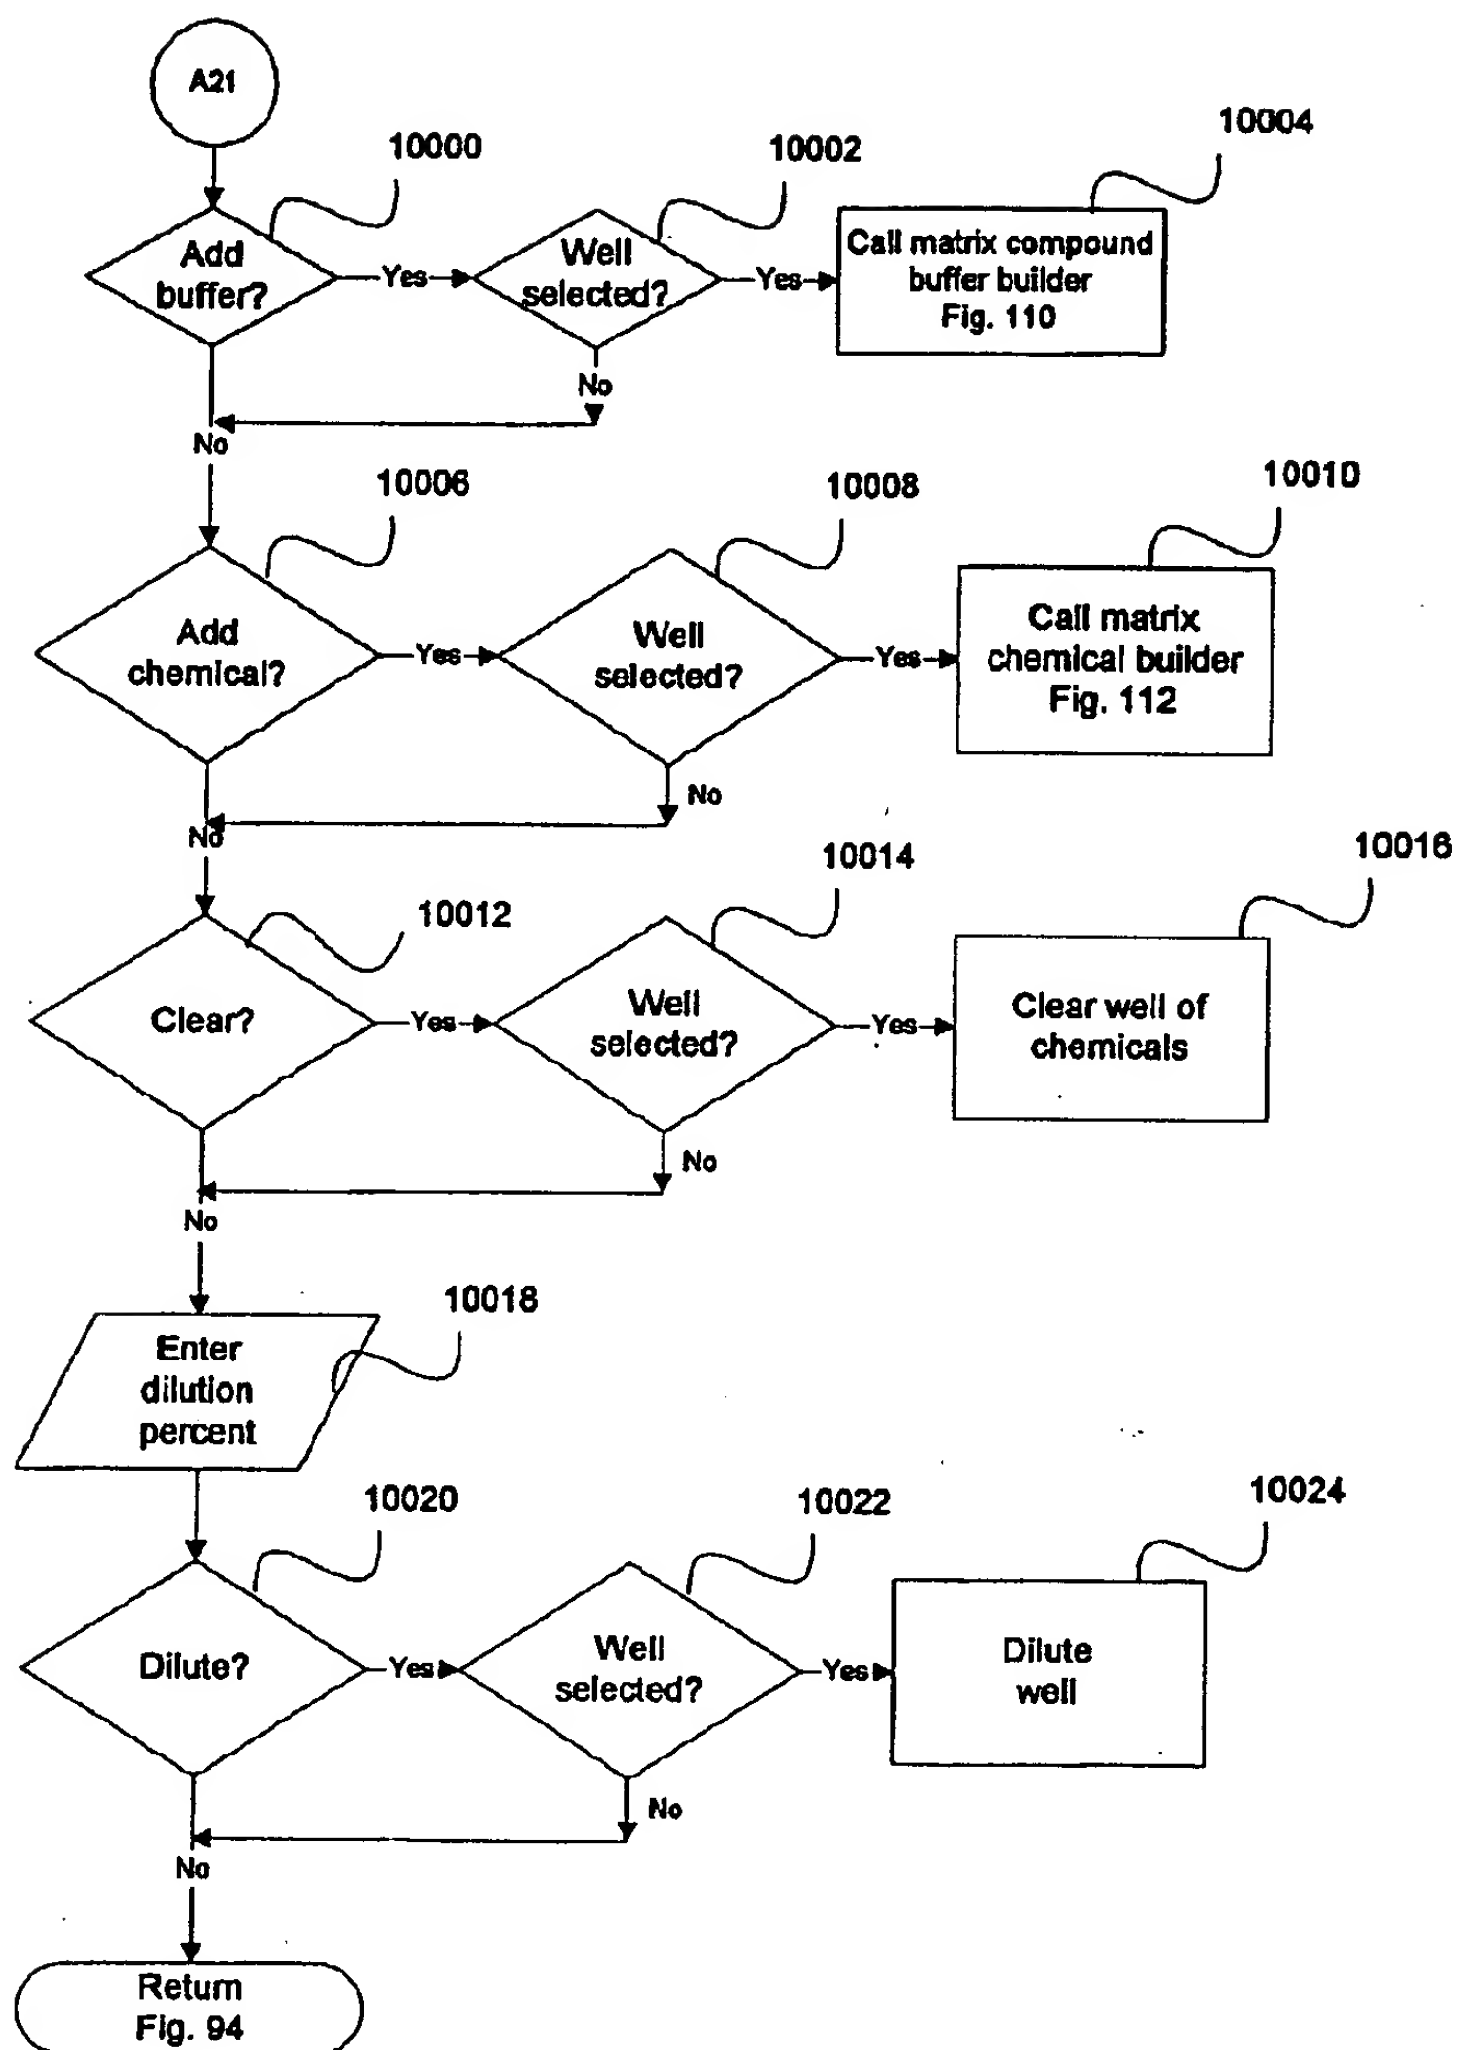 A21
10000
10002
10004
Add
buffer?
Yes
Well
selected?
Yes
Call matrix compound
buffer builder
Fig. 110
No
No
10006
10008
10010
Add
chemical?
Yes
Well
selected?
Yes
Call matrix
chemical builder
Fig. 112
No
No
10012
10014
10016
Clear?
Yes
Well
selected?
Yes
Clear well of
chemicals
No
No
10018
Enter
dilution
percent
10020
10022
10024
Dilute?
Yes
Well
selected?
Yes
Dilute
well
No
No
Return
Fig. 94